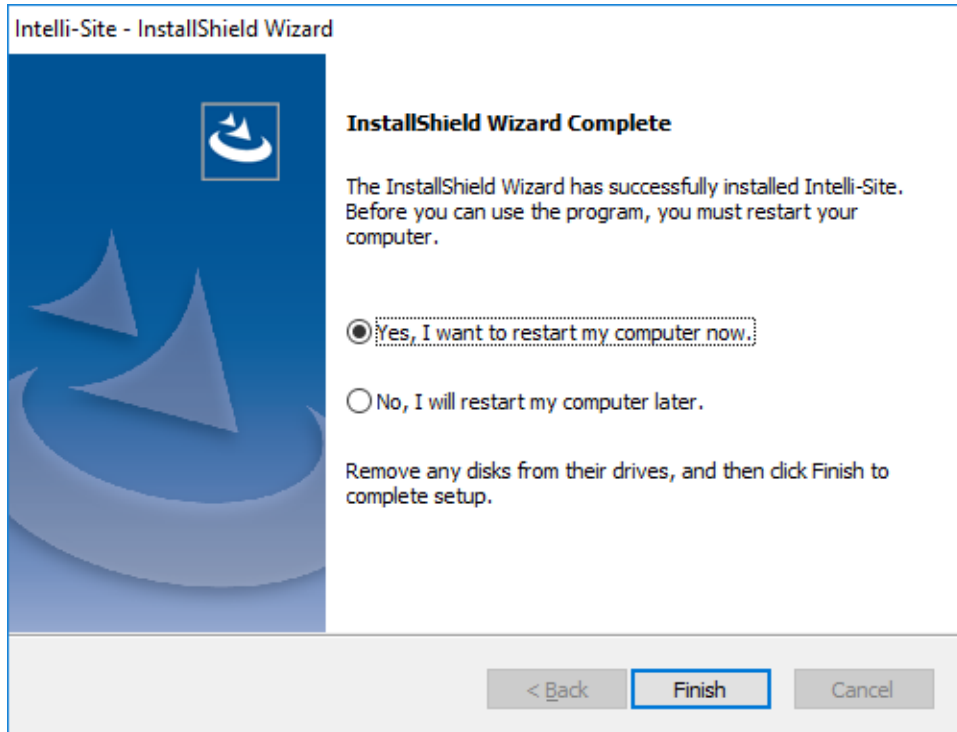 Intelli-Site - InstallShield Wizard
InstallShield Wizard Complete
The InstallShield Wizard has successfully installed Intelli-Site.
Before you can use the program, you must restart your
computer.
Yes, I want to restart my computer now.
No, I will restart my computer later.
Remove any disks from their drives, and then click Finish to
complete setup.
< Back Finish Cancel